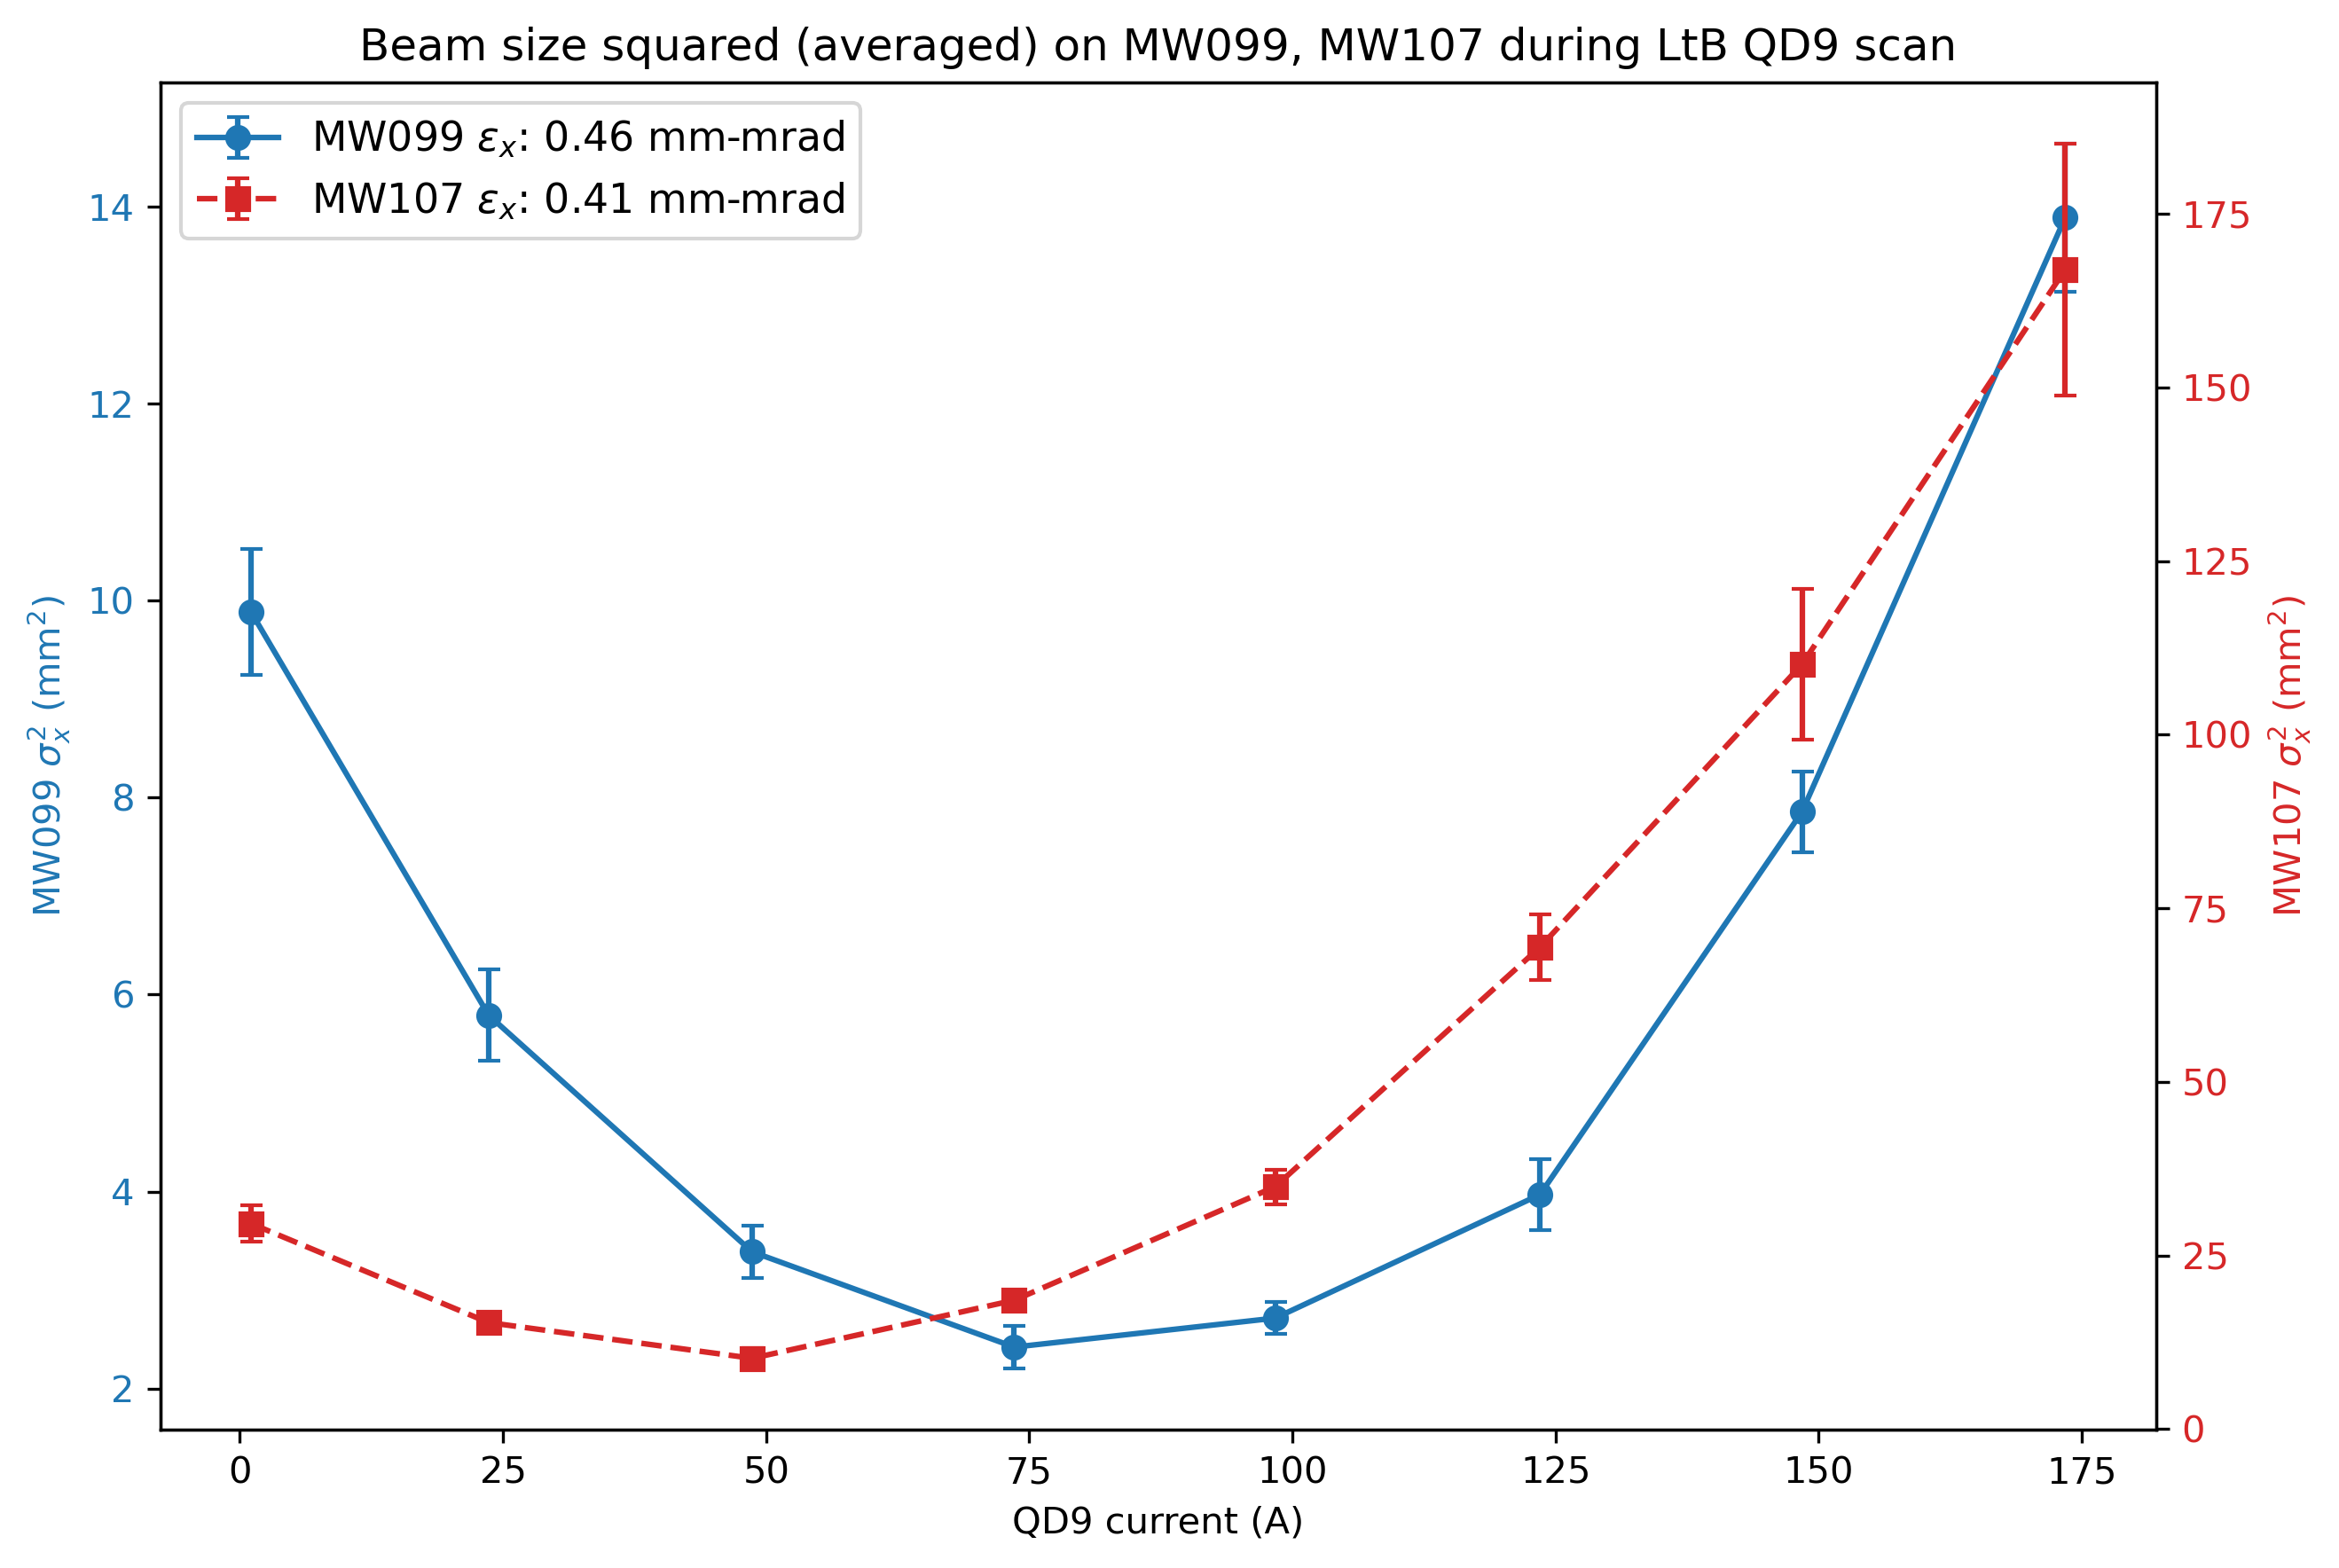 Beam size squared (averaged) on MW099, MW107 during LtB QD9 scan
MW099 εₓ: 0.46 mm-mrad
MW107 εₓ: 0.41 mm-mrad
14
12
10
8
6
4
2
MW099 σₓ² (mm²)
175
150
125
100
75
50
25
0
MW107 σₓ² (mm²)
0 25 50 75 100 125 150 175
QD9 current (A)